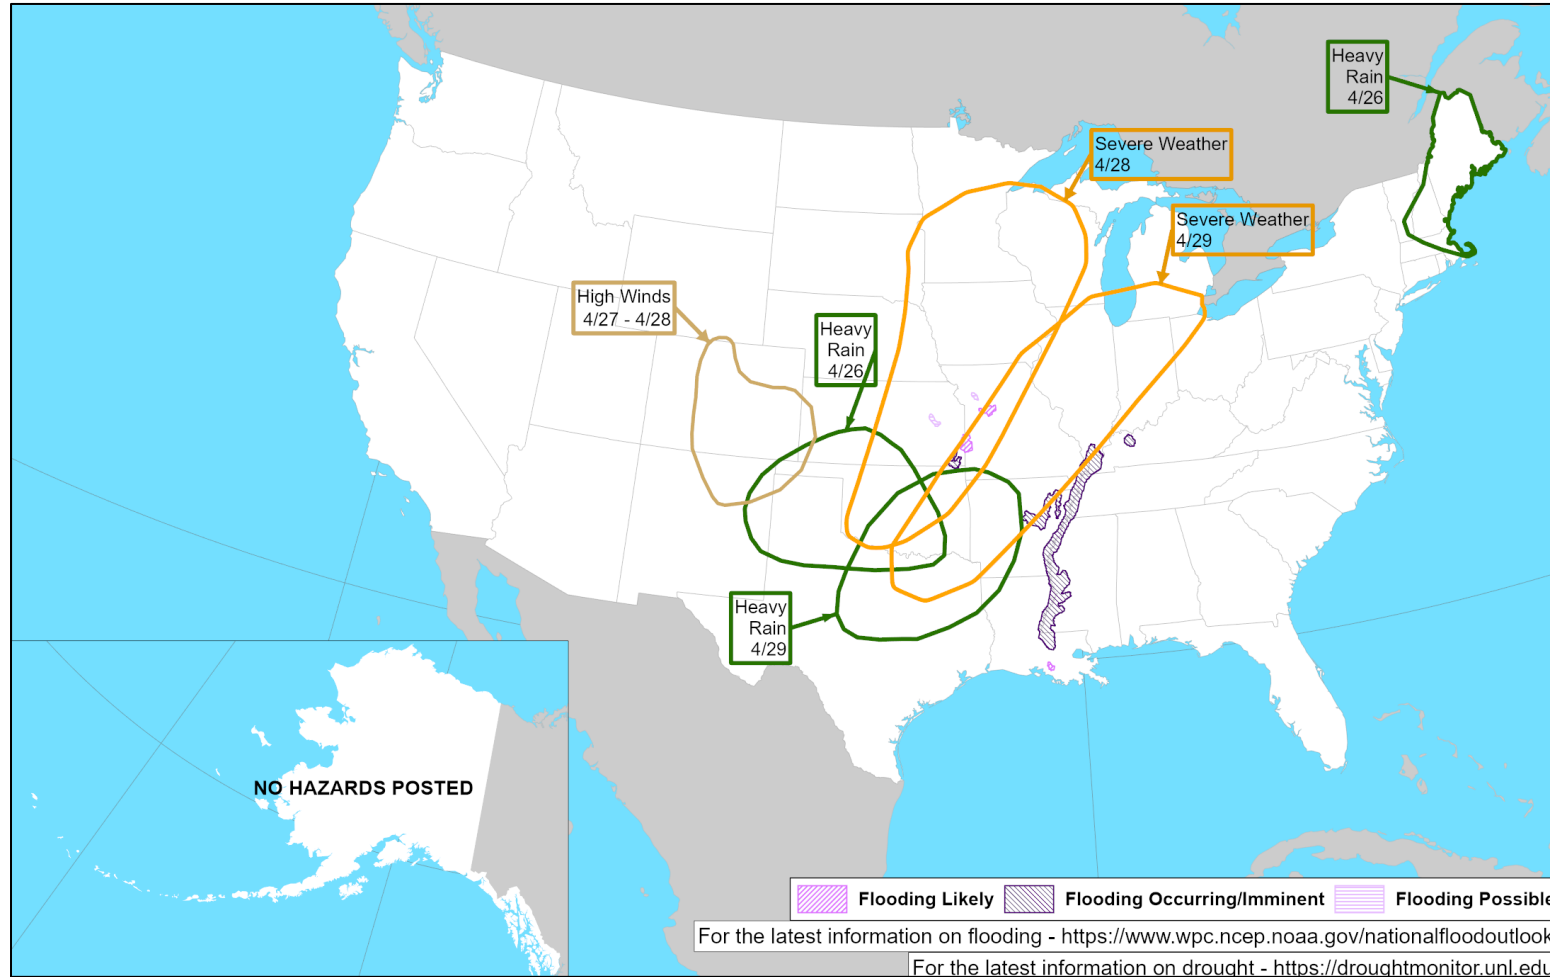 Heavy
Rain
4/26
Severe Weather
4/28
Severe Weather
4/29
High Winds
4/27 - 4/28
Heavy
Rain
4/26
Heavy
Rain
4/29
NO HAZARDS POSTED
Flooding Likely
Flooding Occurring/Imminent
Flooding Possible
For the latest information on flooding - https://www.wpc.ncep.noaa.gov/nationalfloodoutlook
For the latest information on drought - https://droughtmonitor.unl.edu